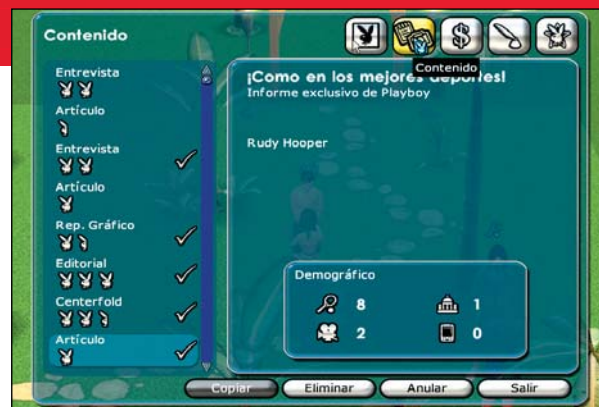 Contenido
$
Contenido
Entrevista
Artículo
Entrevista
Artículo
Rep. Gráfico
Editorial
Centerfold
Artículo
¡Como en los mejores deportes!
Informe exclusivo de Playboy
Rudy Hooper
Demográfico
8
1
2
0
Copiar
Eliminar
Anular
Salir